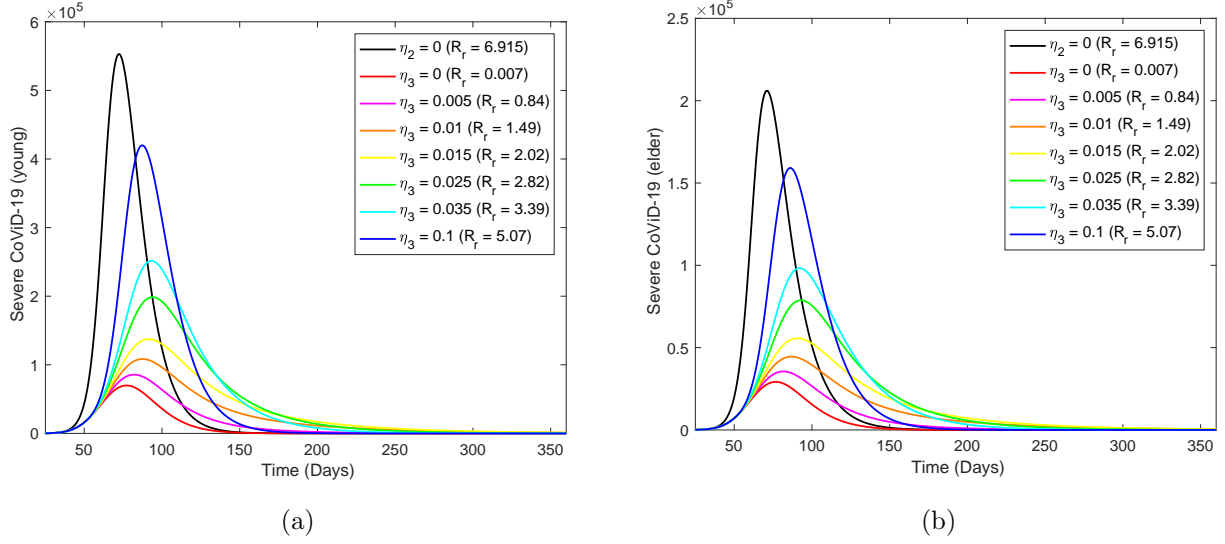 ×10⁵
6
5
4
3
2
1
0
Severe CoViD-19 (young)
η₂ = 0 (Rᵣ = 6.915)
η₃ = 0 (Rᵣ = 0.007)
η₃ = 0.005 (Rᵣ = 0.84)
η₃ = 0.01 (Rᵣ = 1.49)
η₃ = 0.015 (Rᵣ = 2.02)
η₃ = 0.025 (Rᵣ = 2.82)
η₃ = 0.035 (Rᵣ = 3.39)
η₃ = 0.1 (Rᵣ = 5.07)
50 100 150 200 250 300 350
Time (Days)
(a)
×10⁵
2.5
2
1.5
1
0.5
0
Severe CoViD-19 (elder)
η₂ = 0 (Rᵣ = 6.915)
η₃ = 0 (Rᵣ = 0.007)
η₃ = 0.005 (Rᵣ = 0.84)
η₃ = 0.01 (Rᵣ = 1.49)
η₃ = 0.015 (Rᵣ = 2.02)
η₃ = 0.025 (Rᵣ = 2.82)
η₃ = 0.035 (Rᵣ = 3.39)
η₃ = 0.1 (Rᵣ = 5.07)
50 100 150 200 250 300 350
Time (Days)
(b)